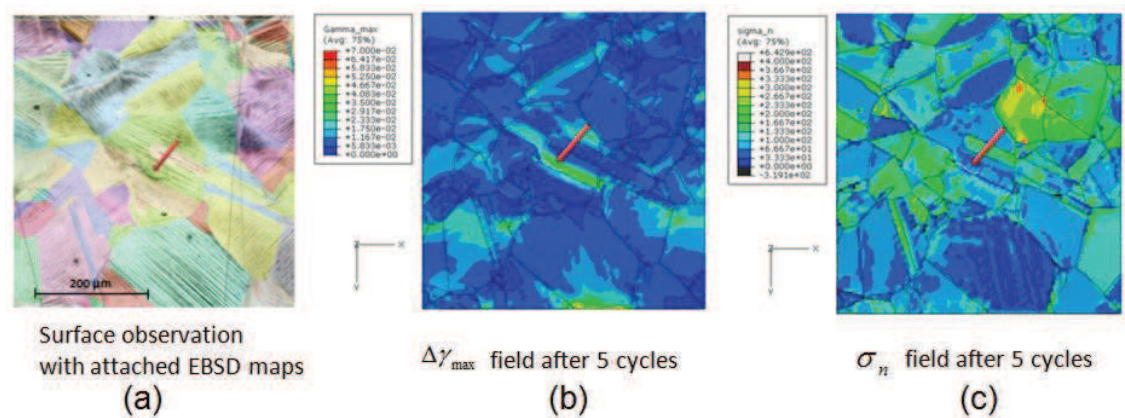 200 µm
Surface observation
with attached EBSD maps
(a)
Gamma_max
(Avg: 75%)
+7.000e-02
+6.417e-02
+5.833e-02
+5.250e-02
+4.667e-02
+4.083e-02
+3.500e-02
+2.917e-02
+2.333e-02
+1.750e-02
+1.167e-02
+5.833e-03
+0.000e+00
Z X
Y
Δγmax field after 5 cycles
(b)
sigma_n
(Avg: 75%)
+6.429e+02
+4.000e+02
+3.667e+02
+3.333e+02
+3.000e+02
+2.667e+02
+2.333e+02
+2.000e+02
+1.667e+02
+1.333e+02
+1.000e+02
+6.667e+01
+3.333e+01
+0.000e+00
-3.191e+02
Z X
Y
σn field after 5 cycles
(c)